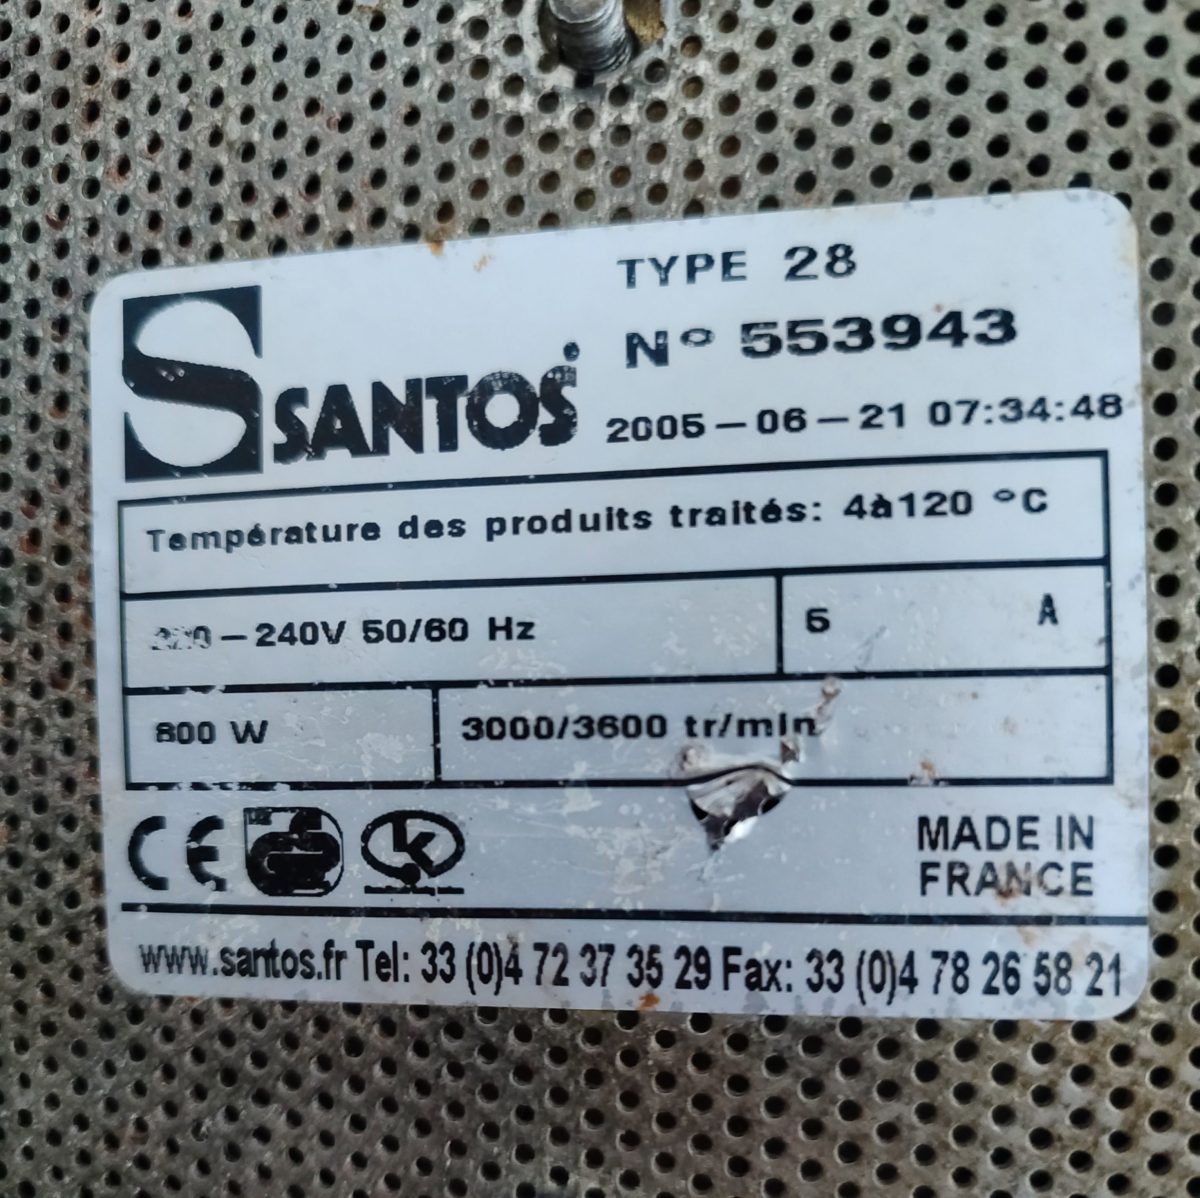 TYPE 28
SANTOS
N° 553943
2005-06-21 07:34:48
Température des produits traités: 4à120 °C
-240V 50/60 Hz
A
800 W
3000/3600 tr/min
CE
k
MADE IN
FRANCE
www.santos.fr Tel: 33 (0)4 72 37 35 29 Fax: 33 (0)4 78 26 58 21